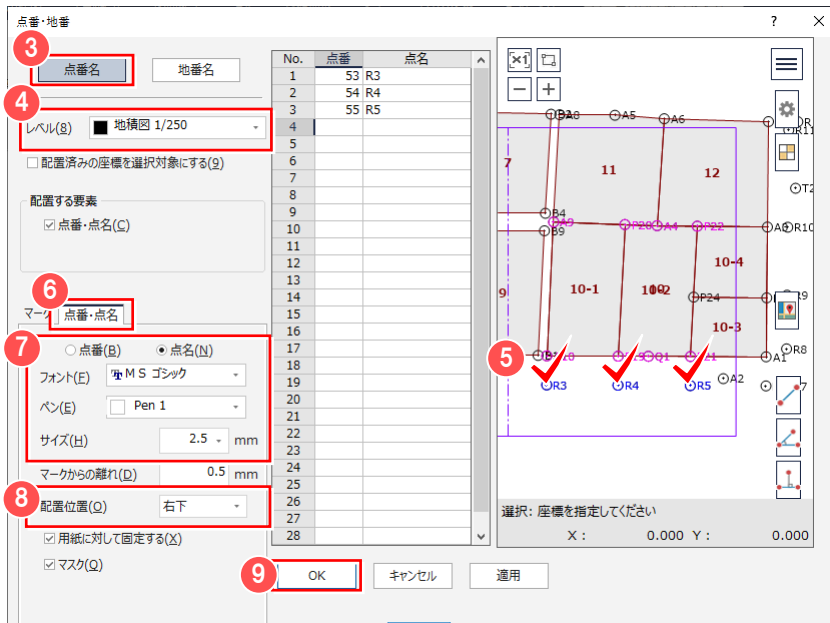 点番・地番
? ×
3
点番名 地番名
4
レベル(8) 地積図 1/250
配置済みの座標を選択対象にする(9)
配置する要素
点番・点名(C)
6
マーク 点番・点名
7
点番(B) 点名(N)
フォント(F) MS ゴシック
ペン(E) Pen 1
サイズ(H) 2.5 mm
マークからの離れ(D) 0.5 mm
8
配置位置(O) 右下
用紙に対して固定する(X)
マスク(Q)
No. 点番 点名
1 53 R3
2 54 R4
3 55 R5
4
5
6
7
8
9
10
11
12
13
14
15
16
17
18
19
20
21
22
23
24
25
26
27
28
9
OK キャンセル 適用
[×1]
A5 A6
7 11 12
T2
B4
A9 P20 A4 P22 R10
B9
10-4
9 10-1 10-2
P24
10-3
R8
5
Q1 A1
R3 R4 R5 A2 7
選択: 座標を指定してください
X : 0.000 Y : 0.000